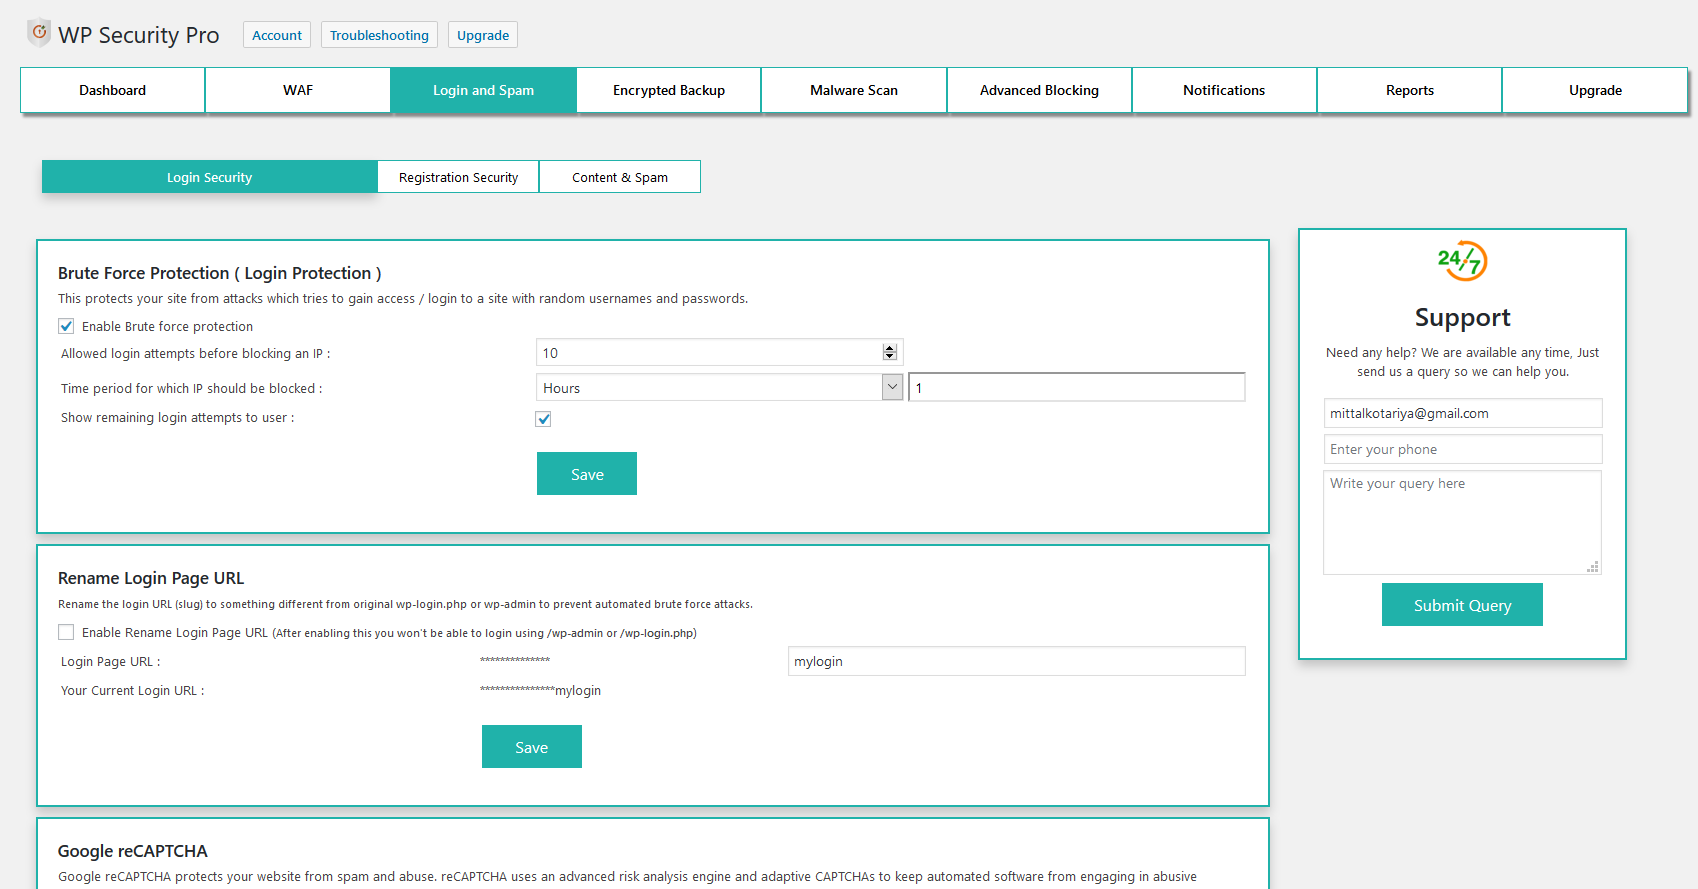 WP Security Pro
Account
Troubleshooting
Upgrade
Dashboard
WAF
Login and Spam
Encrypted Backup
Malware Scan
Advanced Blocking
Notifications
Reports
Upgrade
Login Security
Registration Security
Content & Spam
Brute Force Protection ( Login Protection )
This protects your site from attacks which tries to gain access / login to a site with random usernames and passwords.
Enable Brute force protection
Allowed login attempts before blocking an IP :
10
Time period for which IP should be blocked :
Hours
1
Show remaining login attempts to user :
Save
Rename Login Page URL
Rename the login URL (slug) to something different from original wp-login.php or wp-admin to prevent automated brute force attacks.
Enable Rename Login Page URL (After enabling this you won't be able to login using /wp-admin or /wp-login.php)
Login Page URL :
**************
mylogin
Your Current Login URL :
***************mylogin
Save
Google reCAPTCHA
Google reCAPTCHA protects your website from spam and abuse. reCAPTCHA uses an advanced risk analysis engine and adaptive CAPTCHAs to keep automated software from engaging in abusive
24/7
Support
Need any help? We are available any time, Just
send us a query so we can help you.
mittalkotariya@gmail.com
Enter your phone
Write your query here
Submit Query